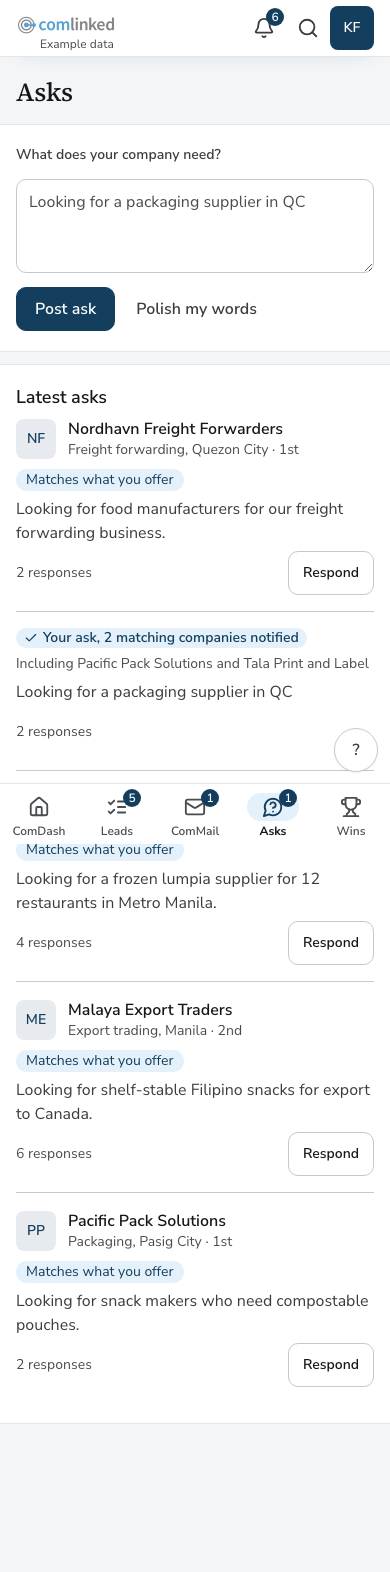 comlinked
Example data
6
KF
Asks
What does your company need?
Looking for a packaging supplier in QC
Post ask
Polish my words
Latest asks
NF
Nordhavn Freight Forwarders
Freight forwarding, Quezon City · 1st
Matches what you offer
Looking for food manufacturers for our freight
forwarding business.
2 responses
Respond
Your ask, 2 matching companies notified
Including Pacific Pack Solutions and Tala Print and Label
Looking for a packaging supplier in QC
2 responses
?
5
1
1
ComDash
Leads
ComMail
Asks
Wins
Matches what you offer
Looking for a frozen lumpia supplier for 12
restaurants in Metro Manila.
4 responses
Respond
ME
Malaya Export Traders
Export trading, Manila · 2nd
Matches what you offer
Looking for shelf-stable Filipino snacks for export
to Canada.
6 responses
Respond
PP
Pacific Pack Solutions
Packaging, Pasig City · 1st
Matches what you offer
Looking for snack makers who need compostable
pouches.
2 responses
Respond